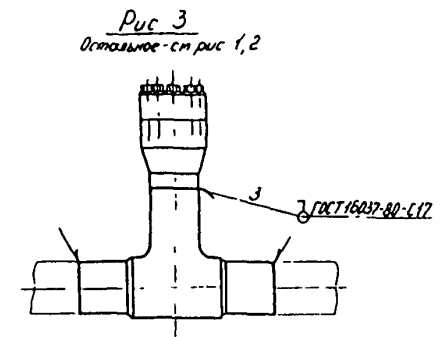 Рис 3
Остальное - см рис 1, 2
3
ГОСТ 16037-80-С17